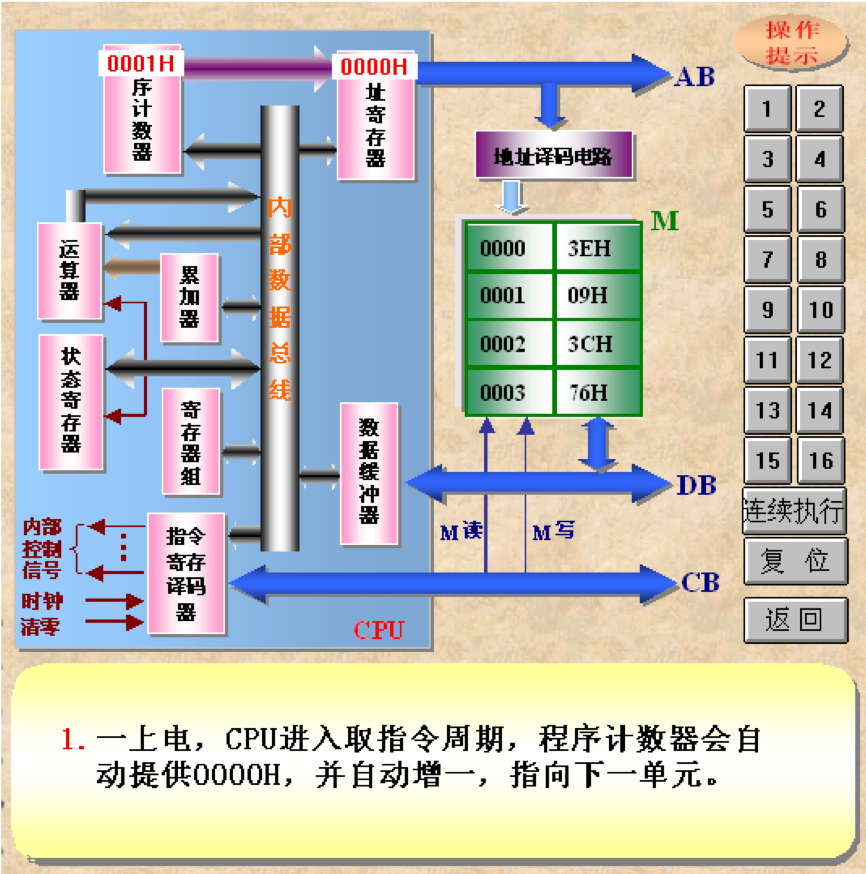 操作
提示
0001H
序计数器
0000H
址寄存器
AB
地址译码电路
M
0000 3EH
0001 09H
0002 3CH
0003 76H
内部数据总线
运算器
累加器
状态寄存器
寄存器组
数据缓冲器
DB
M读
M写
指令
寄存
译码
器
内部
控制
信号
时钟
清零
CB
CPU
1 2
3 4
5 6
7 8
9 10
11 12
13 14
15 16
连续执行
复 位
返回
1. 一上电，CPU进入取指令周期，程序计数器会自
动提供0000H，并自动增一，指向下一单元。